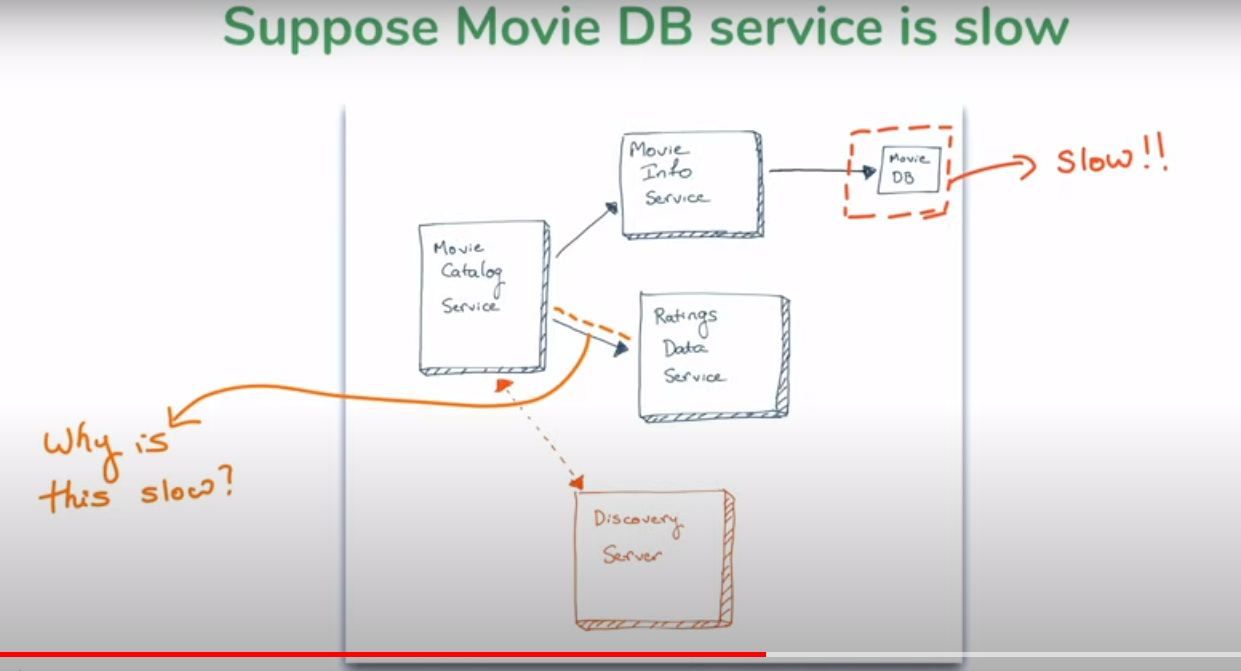 Suppose Movie DB service is slow
Movie
Info
Service
Movie
DB
Slow!!
Movie
Catalog
Service
Ratings
Data
Service
Why is
this slow?
Discovery
Server